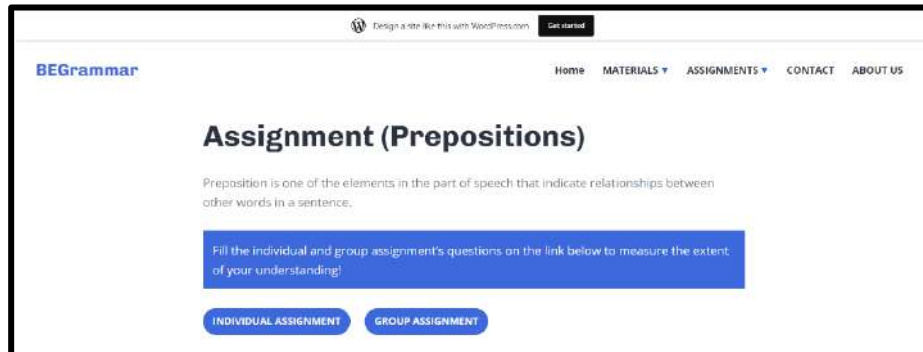 Design a site like this with WordPress.com Get started
BEGrammar Home MATERIALS ▼ ASSIGNMENTS ▼ CONTACT ABOUT US
Assignment (Prepositions)
Preposition is one of the elements in the part of speech that indicate relationships between
other words in a sentence.
Fill the individual and group assignment's questions on the link below to measure the extent
of your understanding!
INDIVIDUAL ASSIGNMENT GROUP ASSIGNMENT